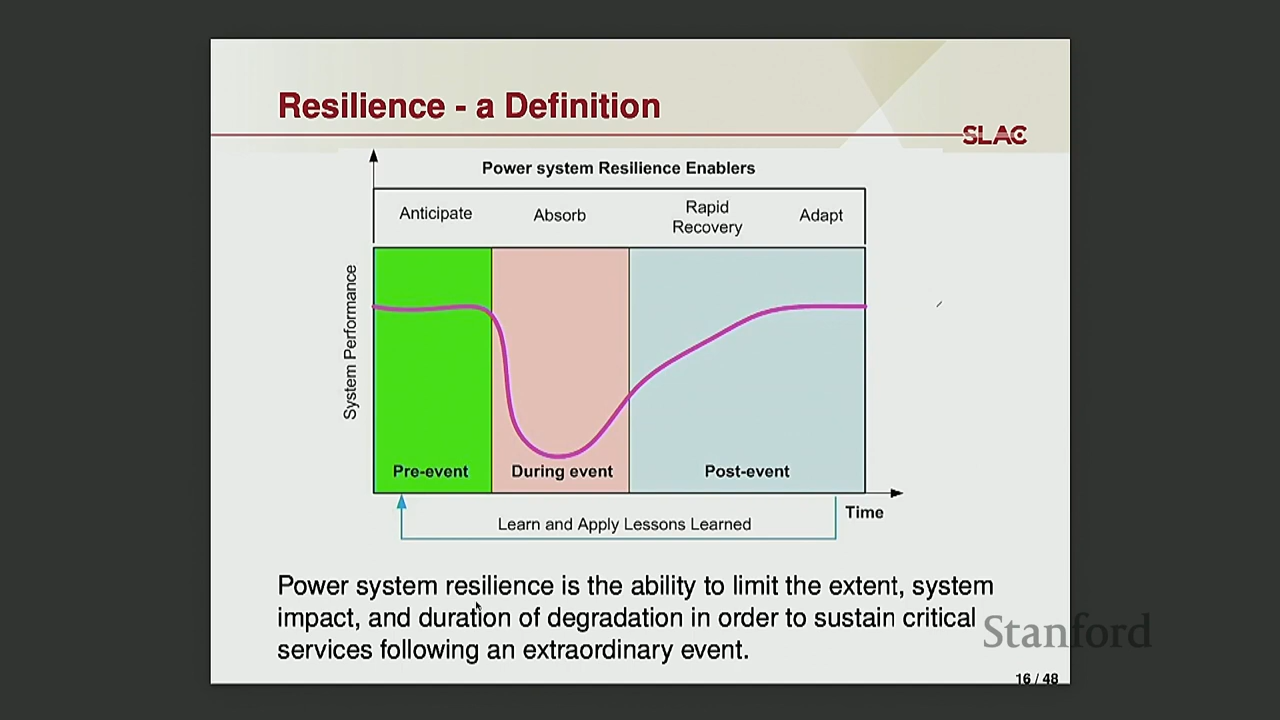 Resilience - a Definition
SLAC
Power system Resilience Enablers
Anticipate
Absorb
Rapid
Recovery
Adapt
System Performance
Pre-event
During event
Post-event
Time
Learn and Apply Lessons Learned
Power system resilience is the ability to limit the extent, system
impact, and duration of degradation in order to sustain critical
services following an extraordinary event.
Stanford
16 / 48